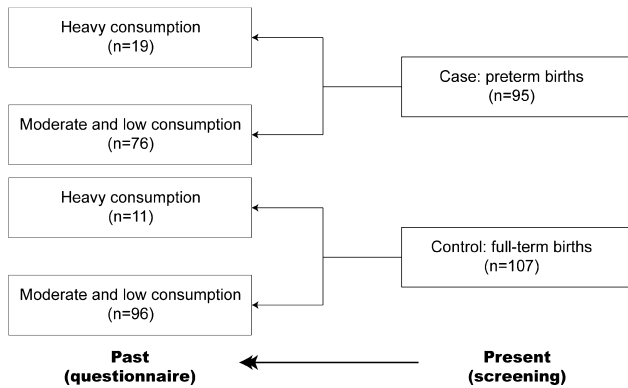 Heavy consumption
(n=19)
Case: preterm births
(n=95)
Moderate and low consumption
(n=76)
Heavy consumption
(n=11)
Control: full-term births
(n=107)
Moderate and low consumption
(n=96)
Past
(questionnaire)
Present
(screening)